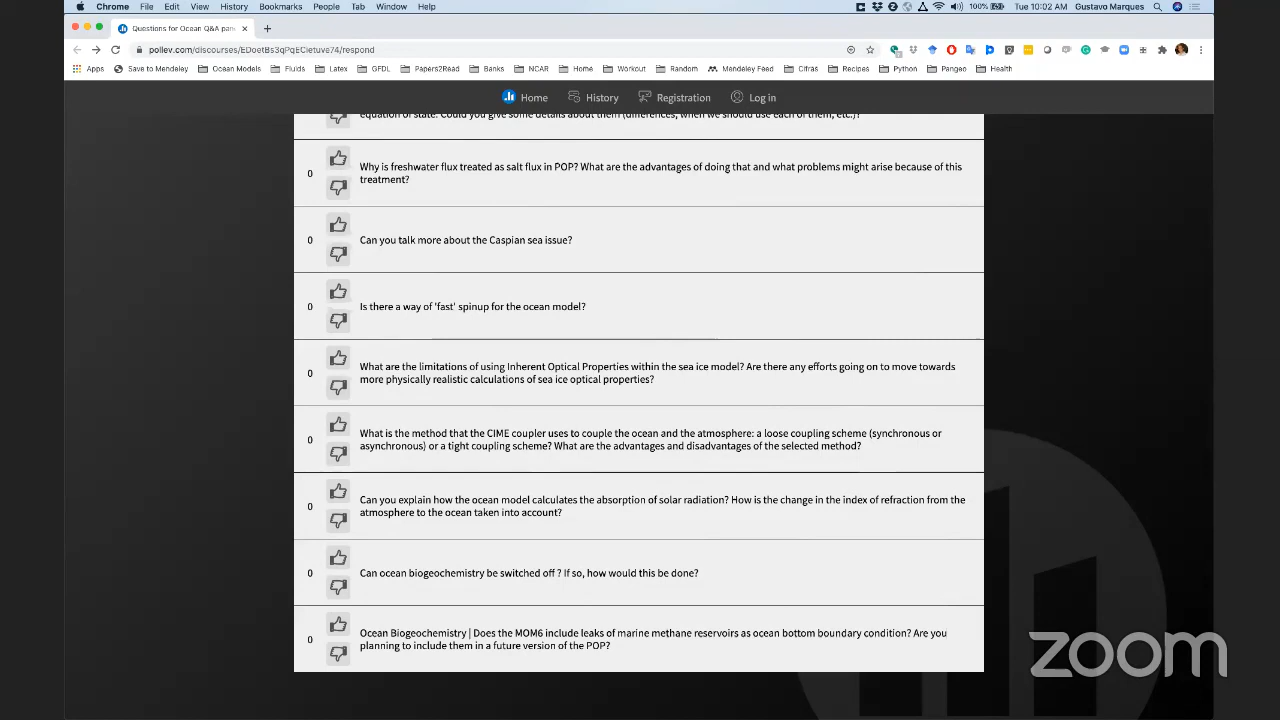 Chrome File Edit View History Bookmarks People Tab Window Help 100% Tue 10:02 AM Gustavo Marques
Questions for Ocean Q&A pan
pollev.com/discourses/EDoetBs3qPqECietuve74/respond
Apps Save to Mendeley Ocean Models Fluids Latex GFDL Papers2Read Banks NCAR Home Workout Random Mendeley Feed Citras Recipes Python Pangeo Health
Home History Registration Log in
equation of state. Could you give some details about them (differences, when we should use each of them, etc.)?
0
Why is freshwater flux treated as salt flux in POP? What are the advantages of doing that and what problems might arise because of this
treatment?
0
Can you talk more about the Caspian sea issue?
0
Is there a way of 'fast' spinup for the ocean model?
0
What are the limitations of using Inherent Optical Properties within the sea ice model? Are there any efforts going on to move towards
more physically realistic calculations of sea ice optical properties?
0
What is the method that the CIME coupler uses to couple the ocean and the atmosphere: a loose coupling scheme (synchronous or
asynchronous) or a tight coupling scheme? What are the advantages and disadvantages of the selected method?
0
Can you explain how the ocean model calculates the absorption of solar radiation? How is the change in the index of refraction from the
atmosphere to the ocean taken into account?
0
Can ocean biogeochemistry be switched off ? If so, how would this be done?
0
Ocean Biogeochemistry | Does the MOM6 include leaks of marine methane reservoirs as ocean bottom boundary condition? Are you
planning to include them in a future version of the POP?
zoom